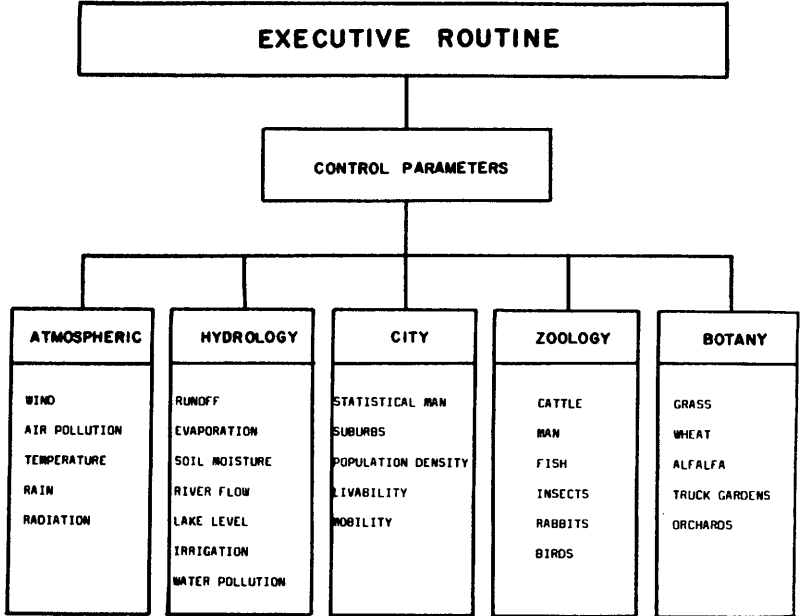 EXECUTIVE ROUTINE
CONTROL PARAMETERS
ATMOSPHERIC
WIND
AIR POLLUTION
TEMPERATURE
RAIN
RADIATION
HYDROLOGY
RUNOFF
EVAPORATION
SOIL MOISTURE
RIVER FLOW
LAKE LEVEL
IRRIGATION
WATER POLLUTION
CITY
STATISTICAL MAN
SUBURBS
POPULATION DENSITY
LIVABILITY
MOBILITY
ZOOLOGY
CATTLE
MAN
FISH
INSECTS
RABBITS
BIRDS
BOTANY
GRASS
WHEAT
ALFALFA
TRUCK GARDENS
ORCHARDS